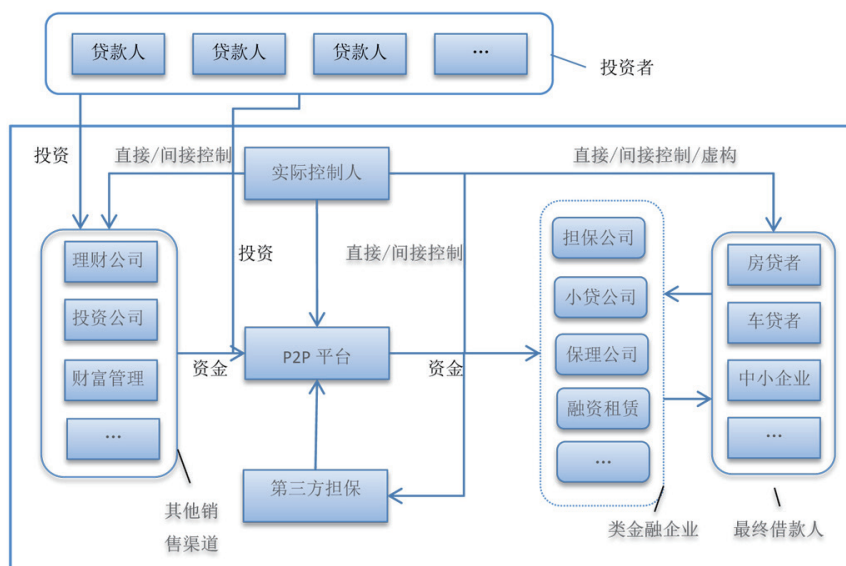 贷款人
贷款人
贷款人
…
投资者
投资
直接/间接控制
实际控制人
直接/间接控制/虚构
投资
直接/间接控制
理财公司
投资公司
财富管理
…
资金
P2P 平台
资金
担保公司
小贷公司
保理公司
融资租赁
…
房贷者
车贷者
中小企业
…
第三方担保
其他销
售渠道
类金融企业
最终借款人